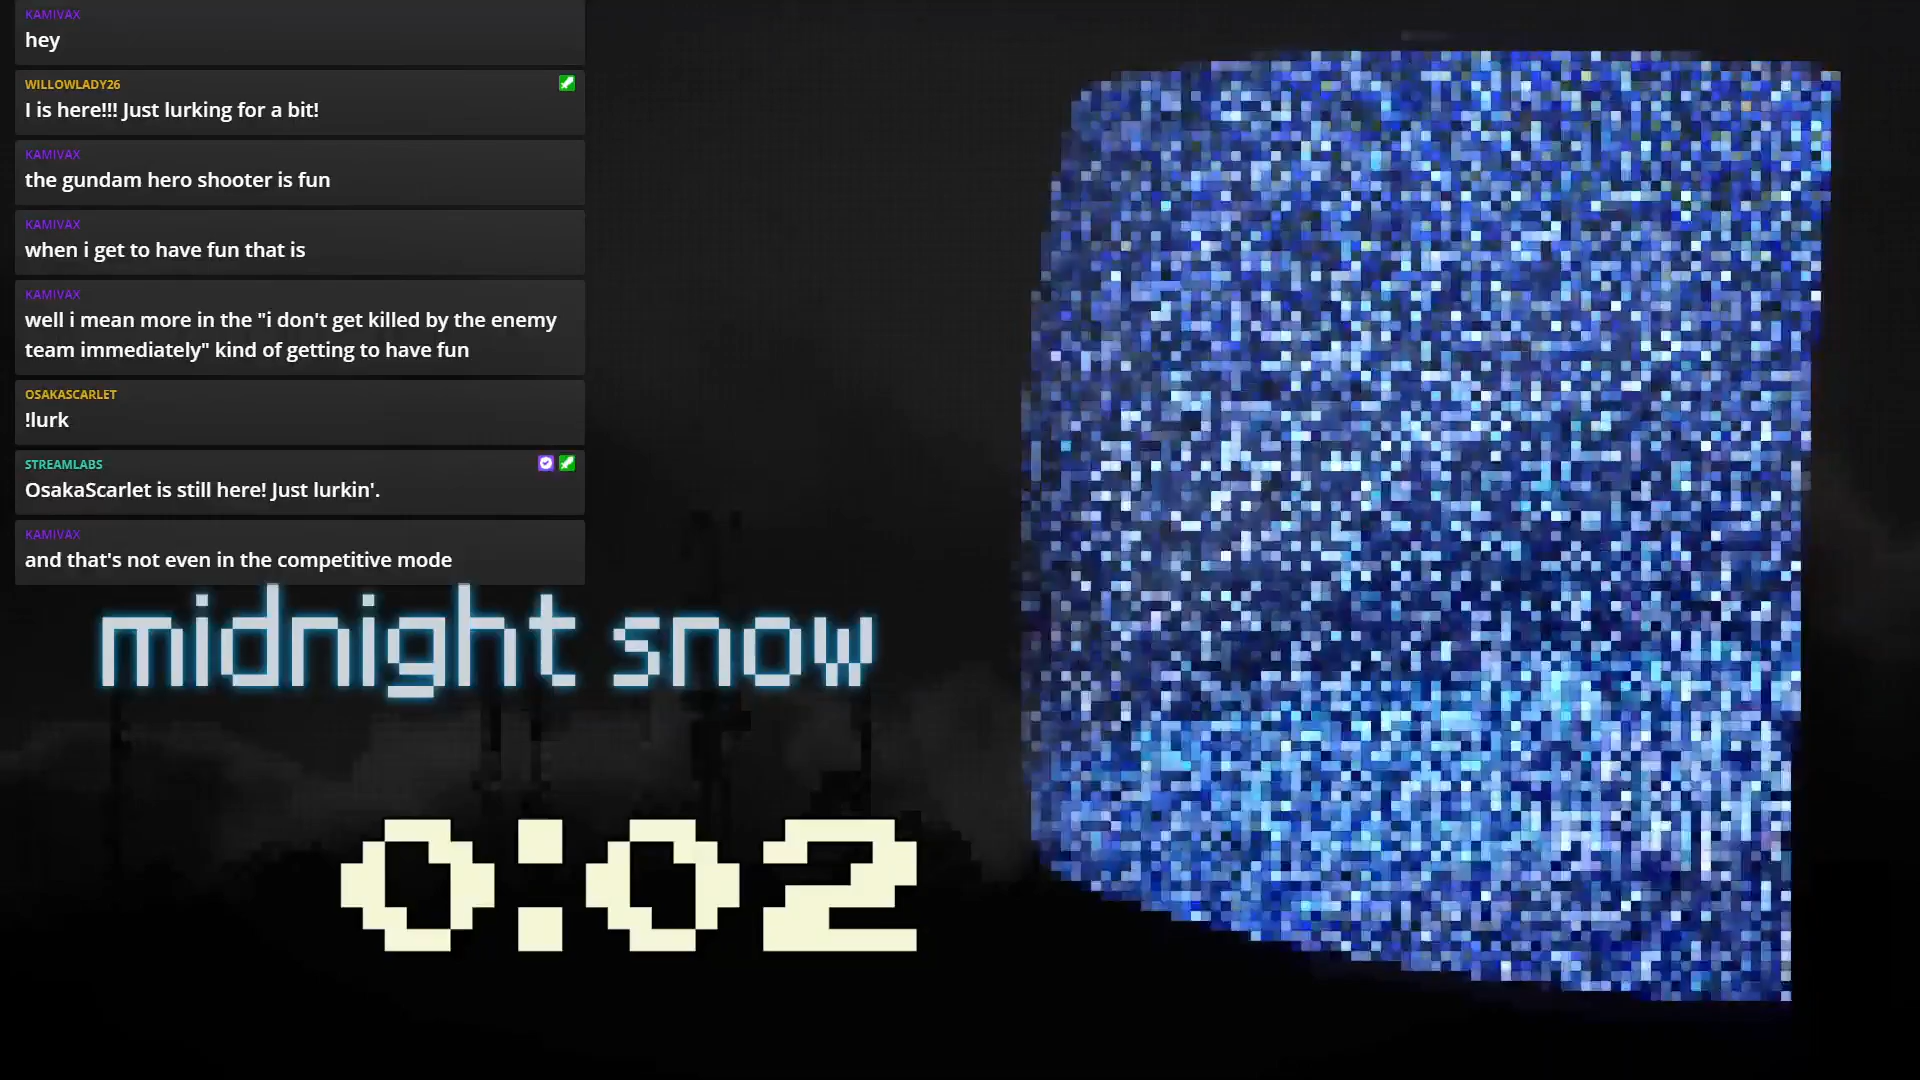 KAMIVAX
hey
WILLOWLADY26
I is here!!! Just lurking for a bit!
KAMIVAX
the gundam hero shooter is fun
KAMIVAX
when i get to have fun that is
KAMIVAX
well i mean more in the "i don't get killed by the enemy
team immediately" kind of getting to have fun
OSAKASCARLET
!lurk
STREAMLABS
OsakaScarlet is still here! Just lurkin'.
KAMIVAX
and that's not even in the competitive mode
midnight snow
0:02